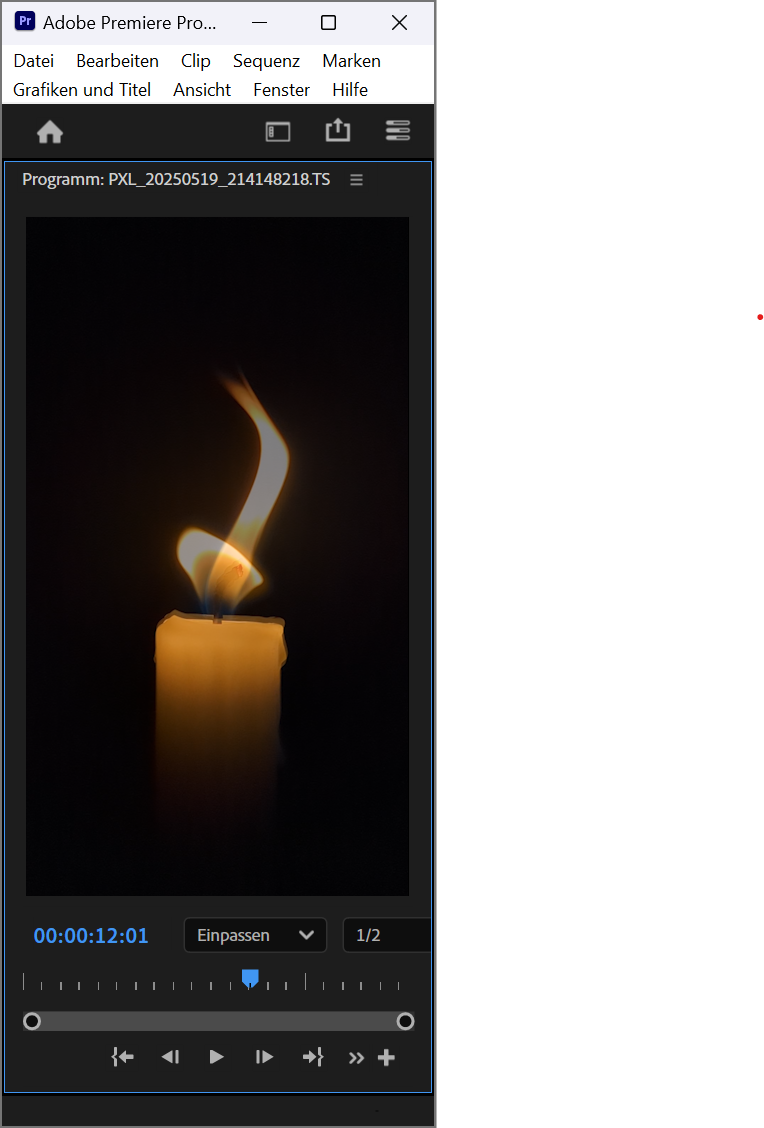 Pr Adobe Premiere Pro...
Datei Bearbeiten Clip Sequenz Marken
Grafiken und Titel Ansicht Fenster Hilfe
Programm: PXL_20250519_214148218.TS
00:00:12:01 Einpassen 1/2